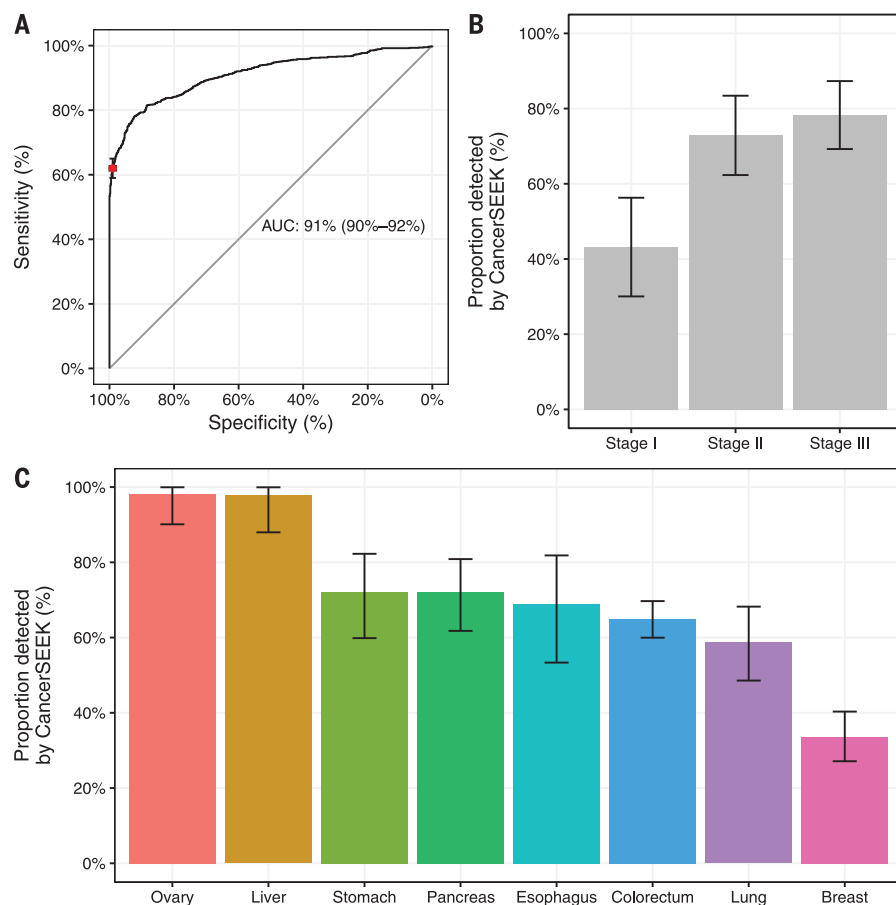 A
100%
80%
60%
40%
20%
0%
Sensitivity (%)
AUC: 91% (90%–92%)
100%
80%
60%
40%
20%
0%
Specificity (%)
B
100%
80%
60%
40%
20%
0%
Proportion detected
by CancerSEEK (%)
Stage I
Stage II
Stage III
C
100%
80%
60%
40%
20%
0%
Proportion detected
by CancerSEEK (%)
Ovary
Liver
Stomach
Pancreas
Esophagus
Colorectum
Lung
Breast